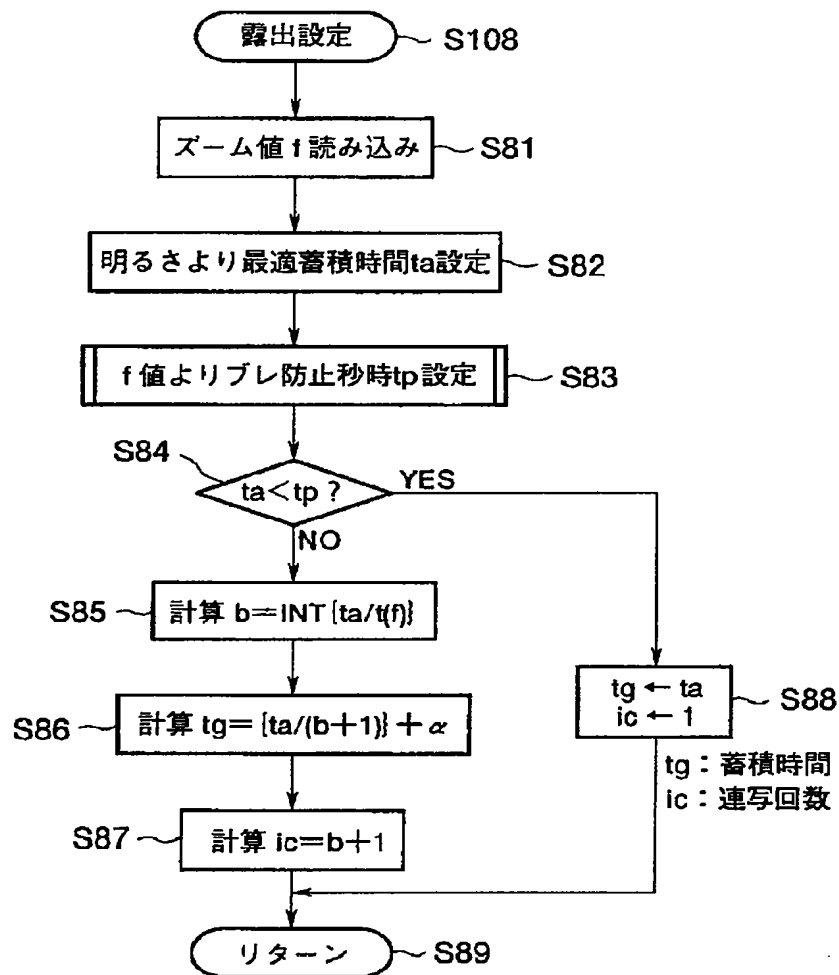 露出設定
S108
ズーム値 f 読み込み
S81
明るさより最適蓄積時間ta設定
S82
f 値よりブレ防止秒時tp設定
S83
S84
ta<tp ?
YES
NO
S85
計算 b=INT{ta/t(f)}
S86
計算 tg={ta/(b+1)}+α
S87
計算 ic=b+1
tg ← ta
ic ← 1
S88
tg：蓄積時間
ic：連写回数
リターン
S89